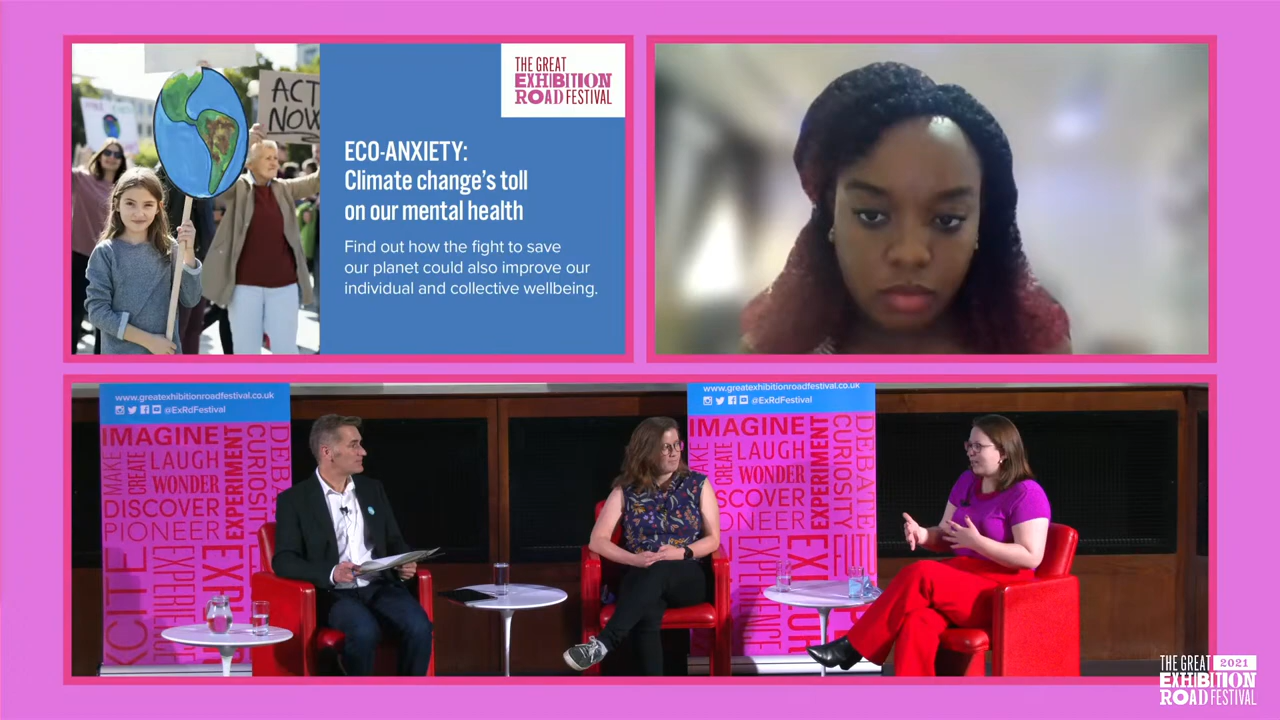 ACT
NOW
THE GREAT
EXHIBITION
ROAD FESTIVAL
ECO-ANXIETY:
Climate change's toll
on our mental health
Find out how the fight to save
our planet could also improve our
individual and collective wellbeing.
www.greatexhibitionroadfestival.co.uk
@ExRdFestival
IMAGINE
MAKE
CREATE
LAUGH
WONDER
EXPERIMENT
CURIOSITY
DEBATE
DISCOVER
PIONEER
EXPERIENCE
www.greatexhibitionroadfestival.co.uk
@ExRdFestival
IMAGINE
CREATE
LAUGH
WONDER
EXPERIMENT
CURIOSITY
DEBATE
THE GREAT 2021
EXHIBITION
ROAD FESTIVAL